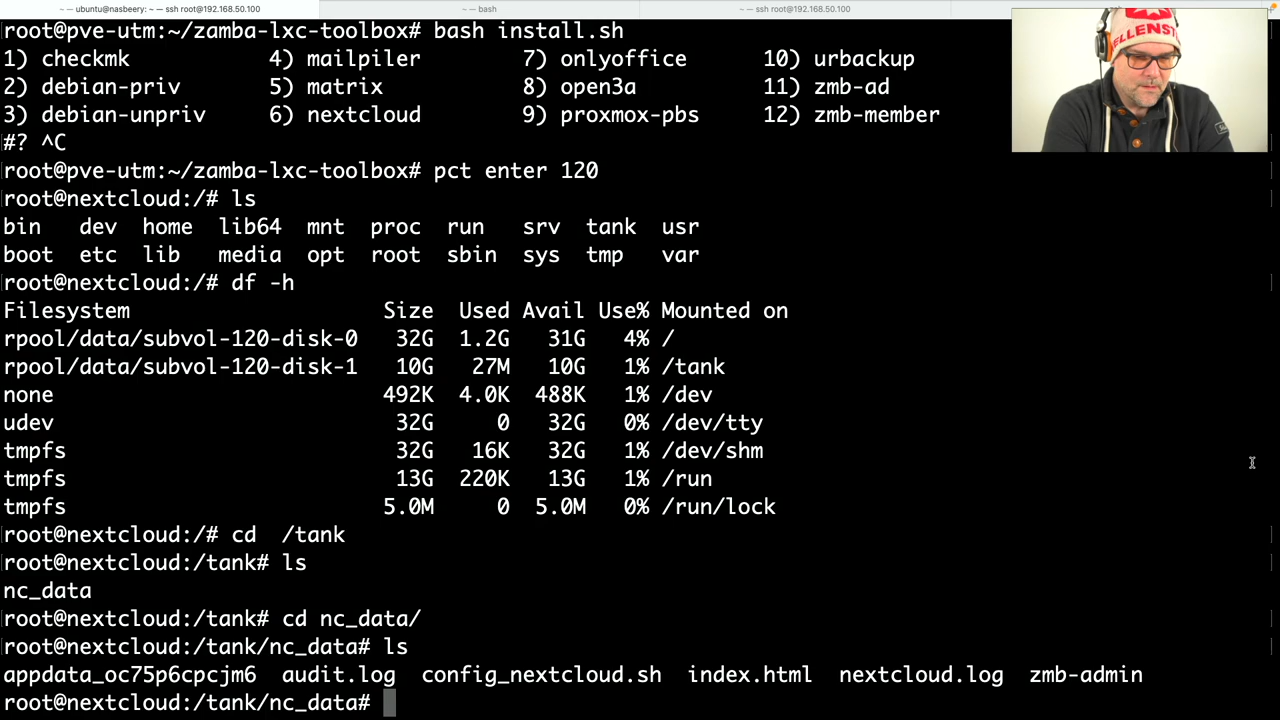 ~ — ubuntu@nasbeery: ~ — ssh root@192.168.50.100
~ — -bash
~ — ssh root@192.168.50.100
root@pve-utm:~/zamba-lxc-toolbox# bash install.sh
1) checkmk 4) mailpiler 7) onlyoffice 10) urbackup
2) debian-priv 5) matrix 8) open3a 11) zmb-ad
3) debian-unpriv 6) nextcloud 9) proxmox-pbs 12) zmb-member
#? ^C
root@pve-utm:~/zamba-lxc-toolbox# pct enter 120
root@nextcloud:/# ls
bin dev home lib64 mnt proc run srv tank usr
boot etc lib media opt root sbin sys tmp var
root@nextcloud:/# df -h
Filesystem Size Used Avail Use% Mounted on
rpool/data/subvol-120-disk-0 32G 1.2G 31G 4% /
rpool/data/subvol-120-disk-1 10G 27M 10G 1% /tank
none 492K 4.0K 488K 1% /dev
udev 32G 0 32G 0% /dev/tty
tmpfs 32G 16K 32G 1% /dev/shm
tmpfs 13G 220K 13G 1% /run
tmpfs 5.0M 0 5.0M 0% /run/lock
root@nextcloud:/# cd  /tank
root@nextcloud:/tank# ls
nc_data
root@nextcloud:/tank# cd nc_data/
root@nextcloud:/tank/nc_data# ls
appdata_oc75p6cpcjm6 audit.log config_nextcloud.sh index.html nextcloud.log zmb-admin
root@nextcloud:/tank/nc_data#